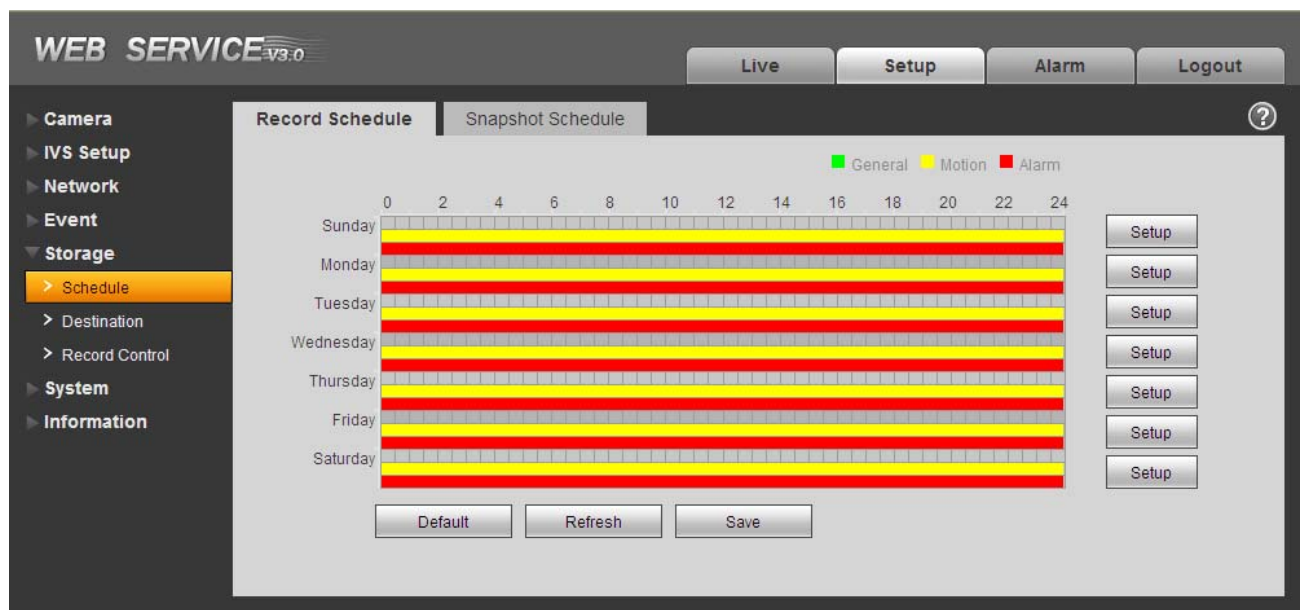 WEB SERVICE V3.0
Live Setup Alarm Logout
Camera
IVS Setup
Network
Event
Storage
Schedule
Destination
Record Control
System
Information
Record Schedule Snapshot Schedule ?
General Motion Alarm
0 2 4 6 8 10 12 14 16 18 20 22 24
Sunday Setup
Monday Setup
Tuesday Setup
Wednesday Setup
Thursday Setup
Friday Setup
Saturday Setup
Default Refresh Save